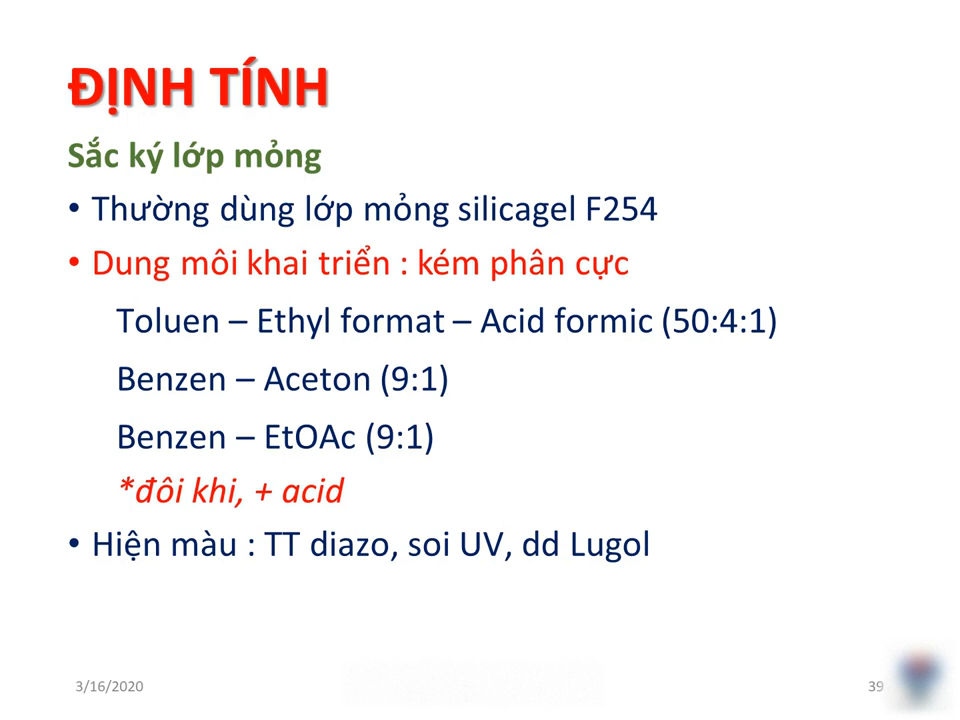 ĐỊNH TÍNH
Sắc ký lớp mỏng
• Thường dùng lớp mỏng silicagel F254
• Dung môi khai triển : kém phân cực
Toluen – Ethyl format – Acid formic (50:4:1)
Benzen – Aceton (9:1)
Benzen – EtOAc (9:1)
*đôi khi, + acid
• Hiện màu : TT diazo, soi UV, dd Lugol
3/16/2020
39